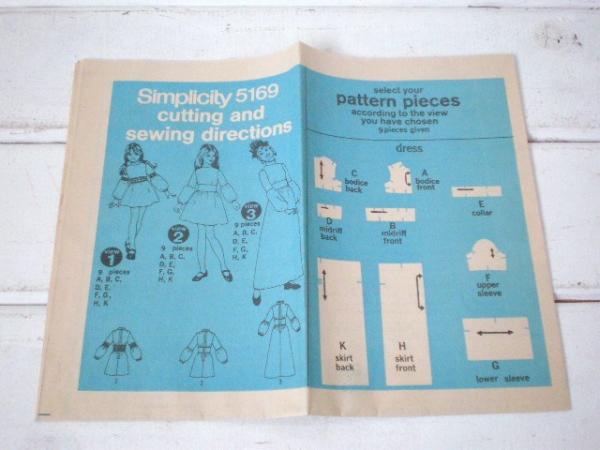 Simplicity 5169
cutting and
sewing directions
view
1
9 pieces
A, B, C,
D, E,
F, G,
H, K
view
2
9 pieces
A, B, C,
D, E,
F, G,
H, K
view
3
9 pieces
A, B, C,
D, E,
F, G,
H, K
1
2
3
select your
pattern pieces
according to the view
you have chosen
9 pieces given
dress
C
bodice
back
A
bodice
front
E
collar
D
midriff
back
B
midriff
front
F
upper
sleeve
K
skirt
back
H
skirt
front
G
lower sleeve